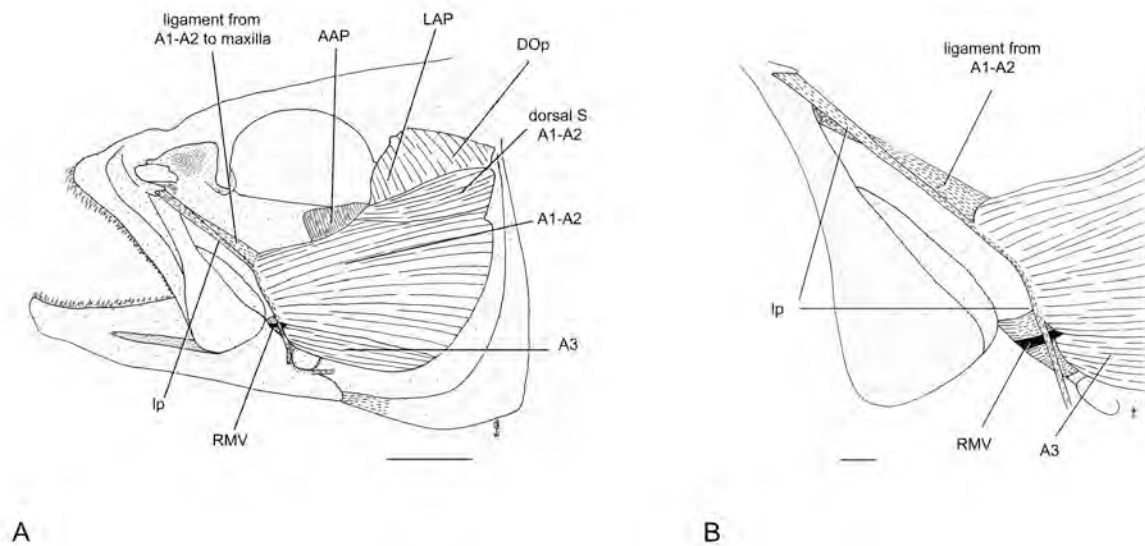 ligament from
A1-A2 to maxilla
AAP
LAP
DOp
dorsal S
A1-A2
A1-A2
A3
lp
RMV
A
ligament from
A1-A2
lp
RMV
A3
B